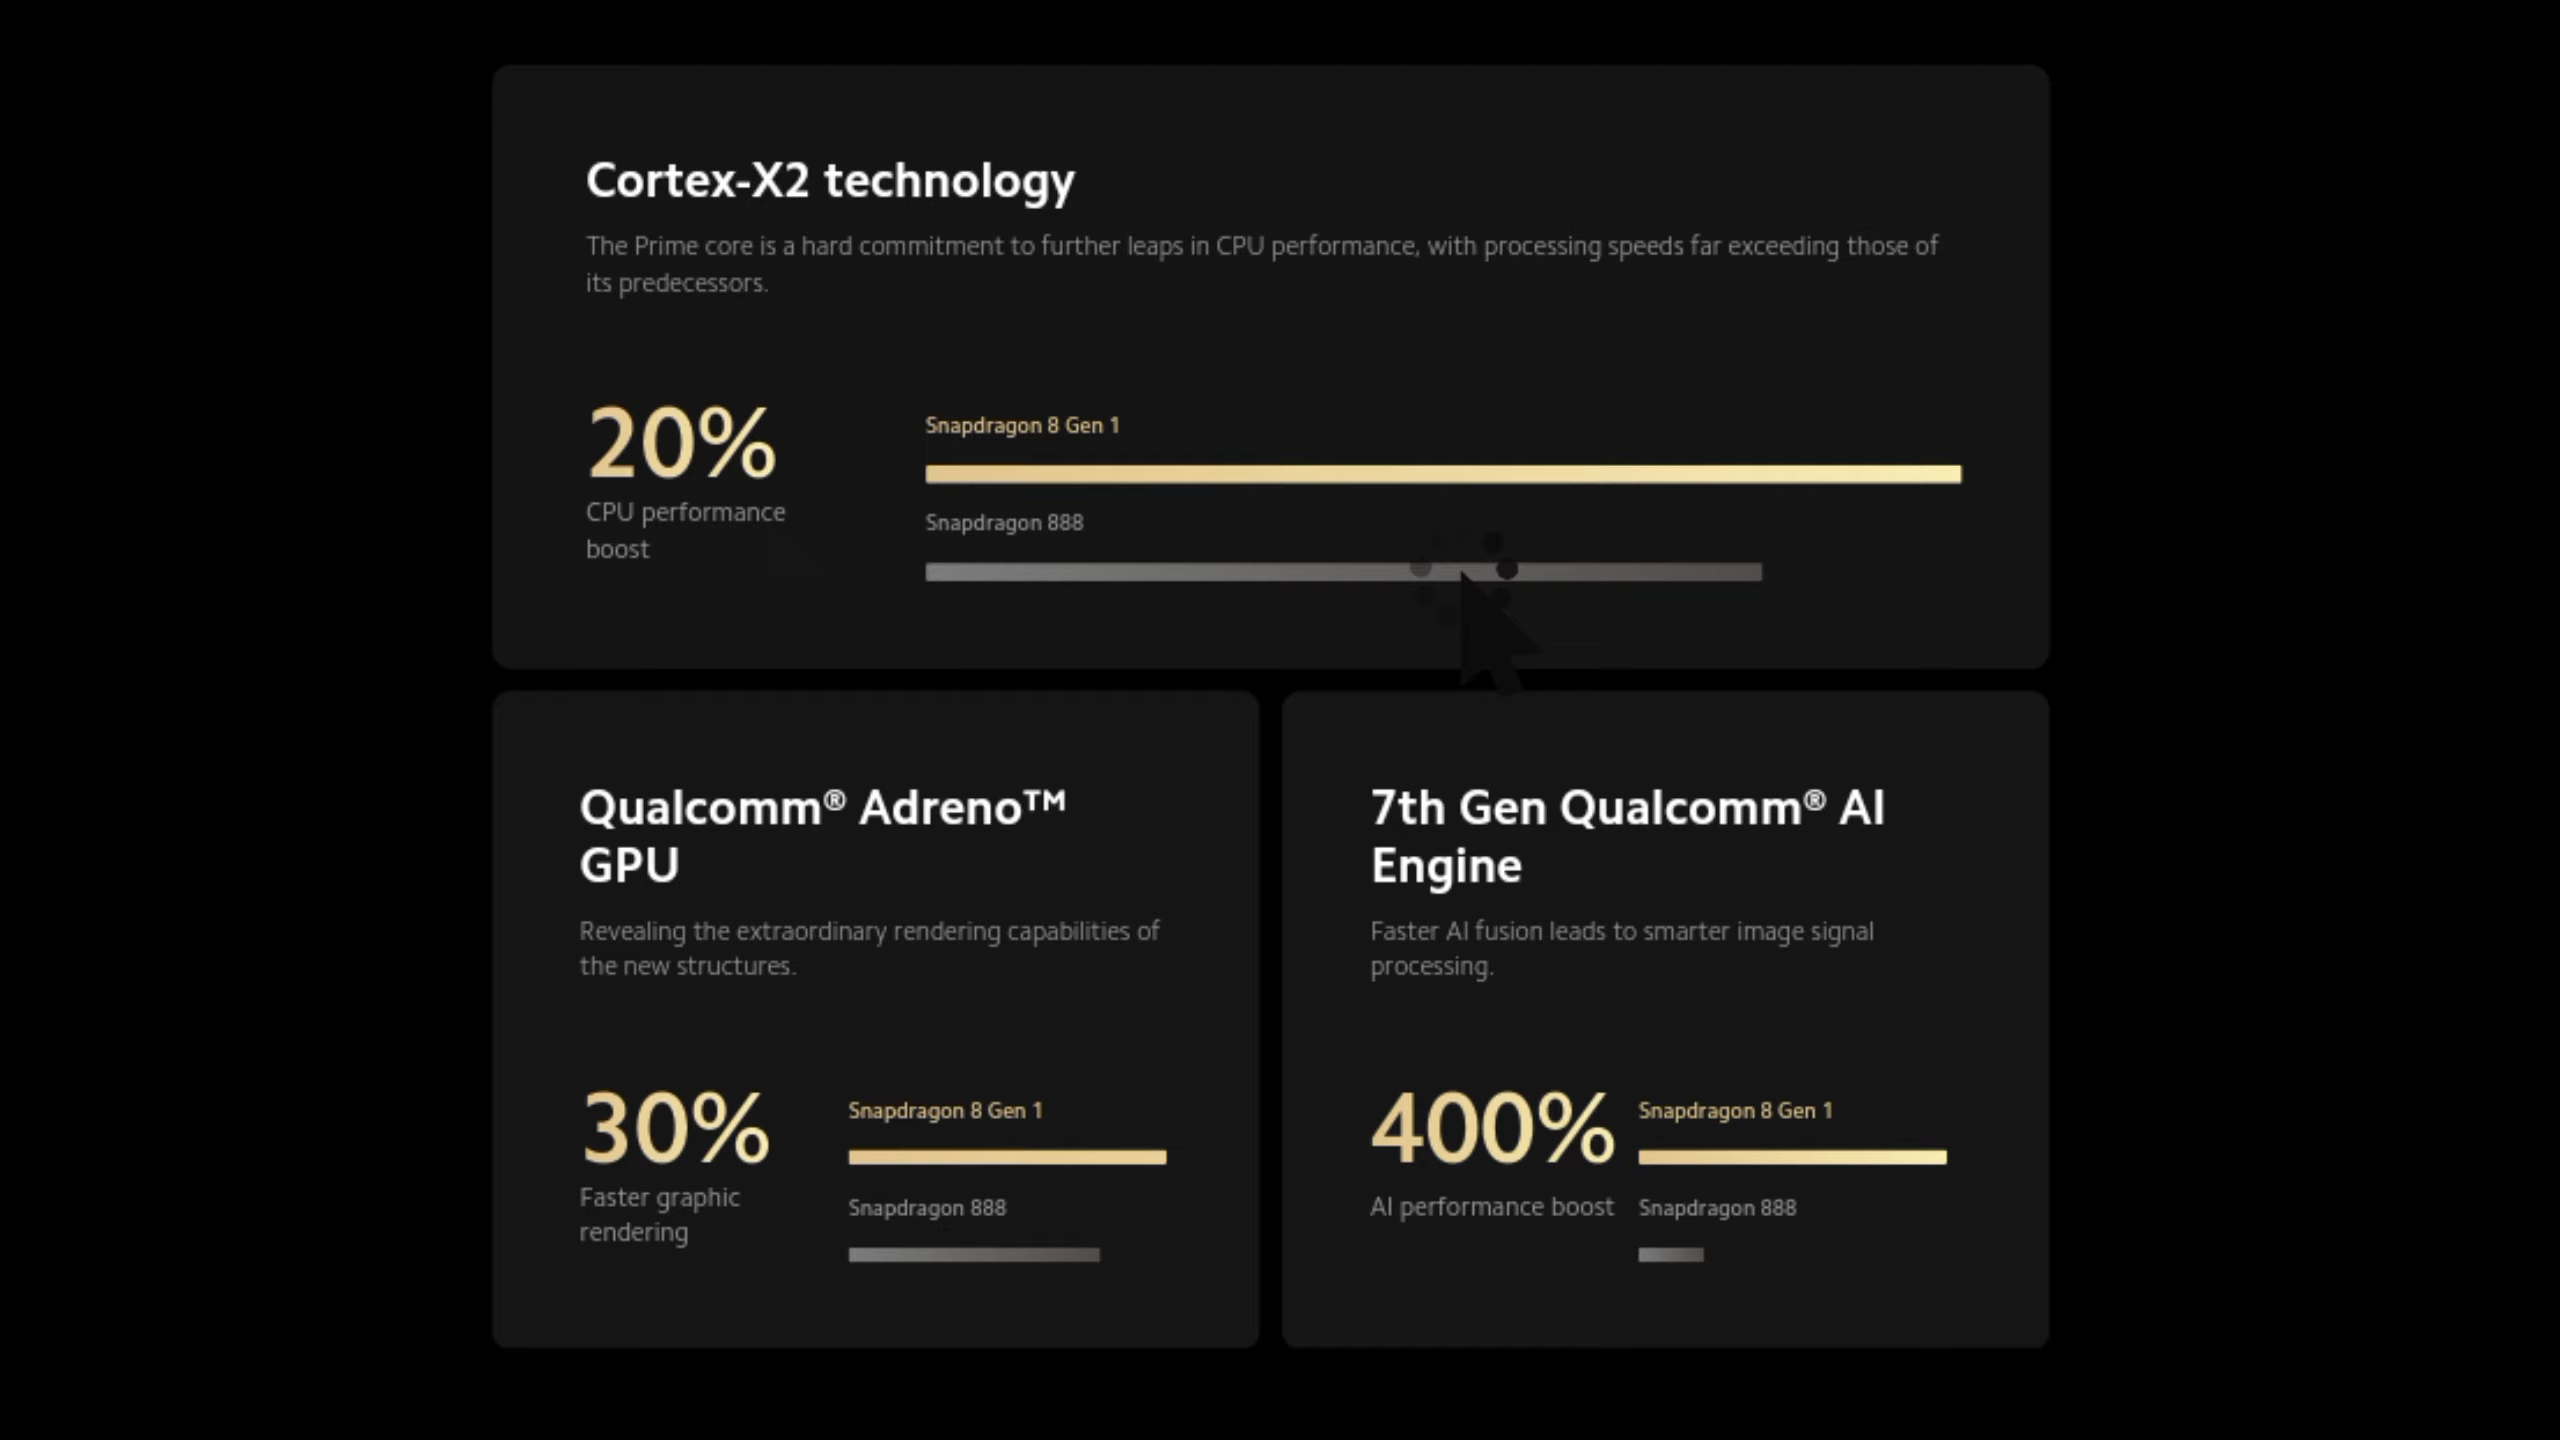 Cortex-X2 technology
The Prime core is a hard commitment to further leaps in CPU performance, with processing speeds far exceeding those of
its predecessors.
20%
CPU performance
boost
Snapdragon 8 Gen 1
Snapdragon 888
Qualcomm® Adreno™
GPU
Revealing the extraordinary rendering capabilities of
the new structures.
30%
Faster graphic
rendering
Snapdragon 8 Gen 1
Snapdragon 888
7th Gen Qualcomm® AI
Engine
Faster AI fusion leads to smarter image signal
processing.
400%
AI performance boost
Snapdragon 8 Gen 1
Snapdragon 888